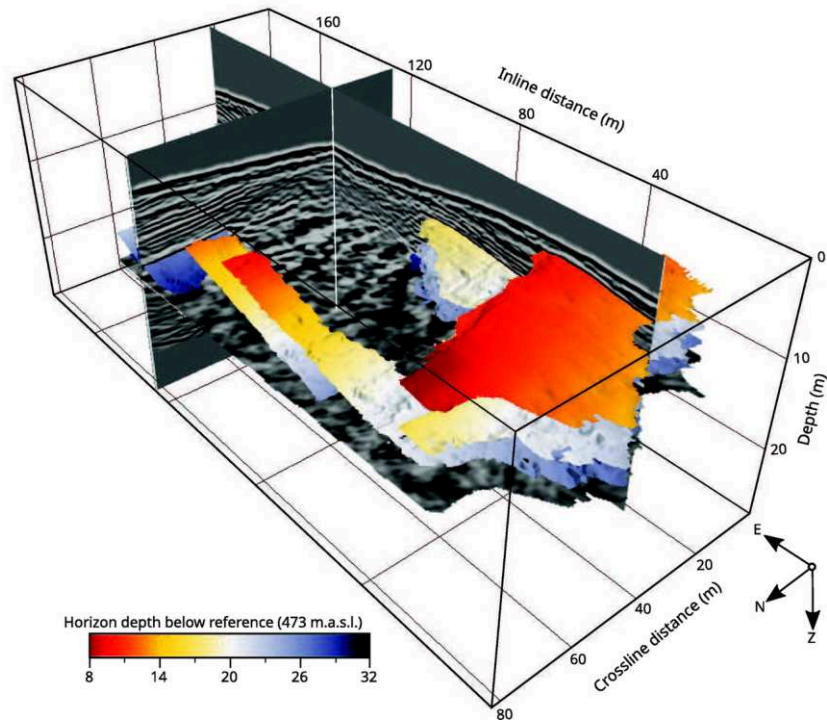 160
120
Inline distance (m)
80
40
0
10
Depth (m)
20
E
N
Z
20
40
Crossline distance (m)
60
80
Horizon depth below reference (473 m.a.s.l.)
8 14 20 26 32